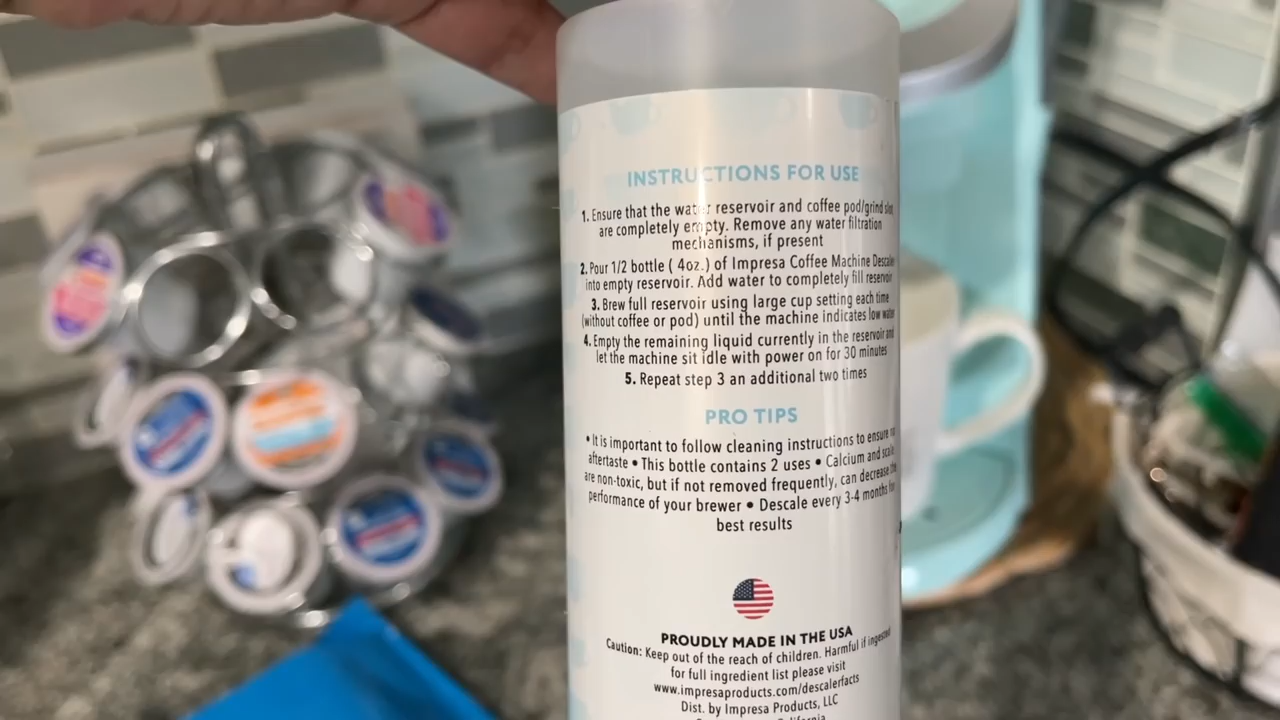 INSTRUCTIONS FOR USE
1. Ensure that the water reservoir and coffee pod/grind slot
are completely empty. Remove any water filtration
mechanisms, if present
2. Pour 1/2 bottle ( 4oz.) of Impresa Coffee Machine Descale
into empty reservoir. Add water to completely fill reservoir
3. Brew full reservoir using large cup setting each time
(without coffee or pod) until the machine indicates low water
4. Empty the remaining liquid currently in the reservoir and
let the machine sit idle with power on for 30 minutes
5. Repeat step 3 an additional two times
PRO TIPS
• It is important to follow cleaning instructions to ensure no
aftertaste • This bottle contains 2 uses • Calcium and scale
are non-toxic, but if not removed frequently, can decrease the
performance of your brewer • Descale every 3-4 months for
best results
PROUDLY MADE IN THE USA
Caution: Keep out of the reach of children. Harmful if ingested
for full ingredient list please visit
www.impresaproducts.com/descalerfacts
Dist. by Impresa Products, LLC
California